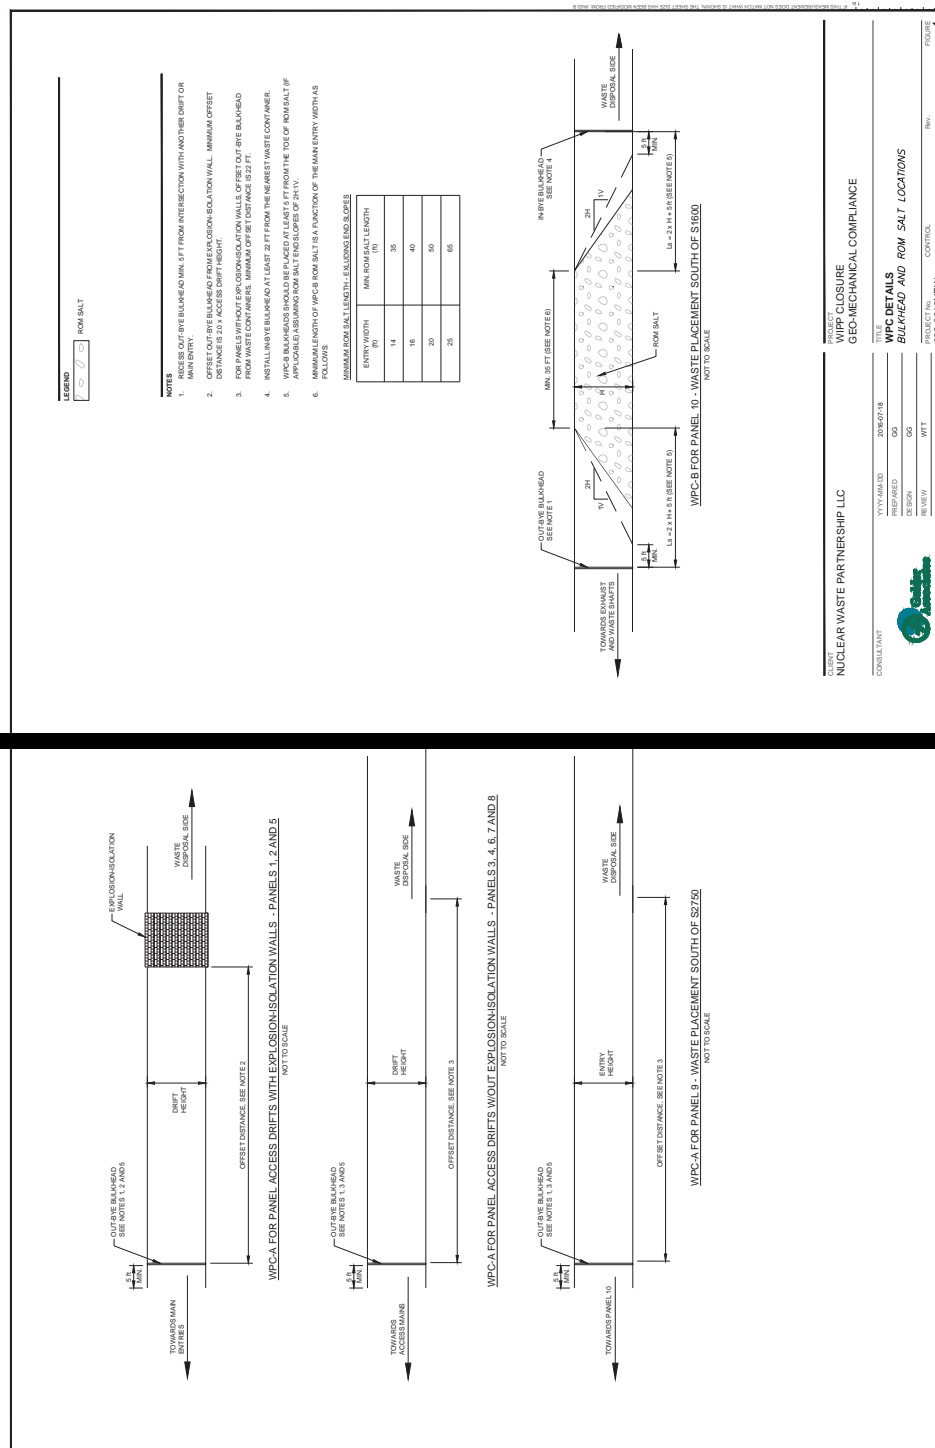 IF THIS MEASUREMENT DOES NOT MATCH WHAT IS SHOWN, THE SHEET SIZE HAS BEEN MODIFIED FROM: ANSI B
LEGEND
ROM SALT
NOTES
1. RECESS OUT-BYE BULKHEAD MIN. 5 FT FROM INTERSECTION WITH ANOTHER DRIFT OR
MAIN ENTRY.
2. OFFSET OUT-BYE BULKHEAD FROM EXPLOSION-ISOLATION WALL. MINIMUM OFFSET
DISTANCE IS 2.0 x ACCESS DRIFT HEIGHT.
3. FOR PANELS WITHOUT EXPLOSION-ISOLATION WALLS, OFFSET OUT-BYE BULKHEAD
FROM WASTE CONTAINERS. MINIMUM OFFSET DISTANCE IS 22 FT.
4. INSTALL IN-BYE BULKHEAD AT LEAST 22 FT FROM THE NEAREST WASTE CONTAINER.
5. WPC-B BULKHEADS SHOULD BE PLACED AT LEAST 5 FT FROM THE TOE OF ROM SALT (IF
APPLICABLE) ASSUMING ROM SALT END SLOPES OF 2H:1V.
6. MINIMUM LENGTH OF WPC-B ROM SALT IS A FUNCTION OF THE MAIN ENTRY WIDTH AS
FOLLOWS:
MINIMUM ROM SALT LENGTH - EXLUDING END SLOPES
ENTRY WIDTH (ft) MIN. ROM SALT LENGTH (ft)
14 35
16 40
20 50
25 65
OUT-BYE BULKHEAD
SEE NOTE 1
IN-BYE BULKHEAD
SEE NOTE 4
TOWARDS EXHAUST
AND WASTE SHAFTS
WASTE
DISPOSAL SIDE
MIN. 35 FT (SEE NOTE 6)
2H
1V
2H
1V
H
ROM SALT
5 ft
MIN.
5 ft
MIN.
Ls = 2 x H + 5 ft (SEE NOTE 5)
Ls = 2 x H + 5 ft (SEE NOTE 5)
WPC-B FOR PANEL 10 - WASTE PLACEMENT SOUTH OF S1600
NOT TO SCALE
CLIENT
NUCLEAR WASTE PARTNERSHIP LLC
CONSULTANT
Golder
Associates
YYYY-MM-DD 2016-07-18
PREPARED GG
DESIGN GG
REVIEW WTT
PROJECT
WIPP CLOSURE
GEO-MECHANICAL COMPLIANCE
TITLE
WPC DETAILS
BULKHEAD AND ROM SALT LOCATIONS
PROJECT No. CONTROL Rev. FIGURE
EXPLOSION-ISOLATION
WALL
WASTE
DISPOSAL SIDE
DRIFT
HEIGHT
OUT-BYE BULKHEAD
SEE NOTES 1, 2 AND 5
5 ft
MIN.
TOWARDS MAIN
ENTRIES
OFFSET DISTANCE, SEE NOTE 2
WPC-A FOR PANEL ACCESS DRIFTS WITH EXPLOSION-ISOLATION WALLS - PANELS 1, 2 AND 5
NOT TO SCALE
WASTE
DISPOSAL SIDE
DRIFT
HEIGHT
OUT-BYE BULKHEAD
SEE NOTES 1, 3 AND 5
5 ft
MIN.
TOWARDS
ACCESS MAINS
OFFSET DISTANCE, SEE NOTE 3
WPC-A FOR PANEL ACCESS DRIFTS W/OUT EXPLOSION-ISOLATION WALLS - PANELS 3, 4, 6, 7 AND 8
NOT TO SCALE
WASTE
DISPOSAL SIDE
ENTRY
HEIGHT
OUT-BYE BULKHEAD
SEE NOTES 1, 3 AND 5
5 ft
MIN.
TOWARDS PANEL 10
OFFSET DISTANCE, SEE NOTE 3
WPC-A FOR PANEL 9 - WASTE PLACEMENT SOUTH OF S2750
NOT TO SCALE